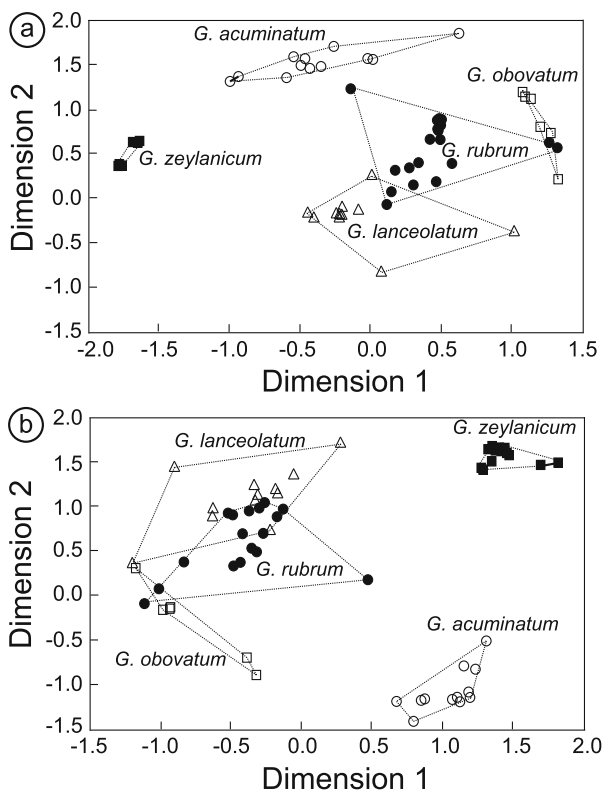 a
Dimension 2
2.0
1.5
1.0
0.5
0.0
-0.5
-1.0
-1.5
G. acuminatum
G. obovatum
G. zeylanicum
G. rubrum
G. lanceolatum
-2.0 -1.0 -0.5 0.0 1.0 1.5
Dimension 1
b
Dimension 2
2.0
1.5
1.0
0.5
0.0
-0.5
-1.0
-1.5
G. lanceolatum
G. zeylanicum
G. rubrum
G. acuminatum
G. obovatum
-1.5 -1.0 -0.5 0.0 0.5 1.0 1.5 2.0
Dimension 1